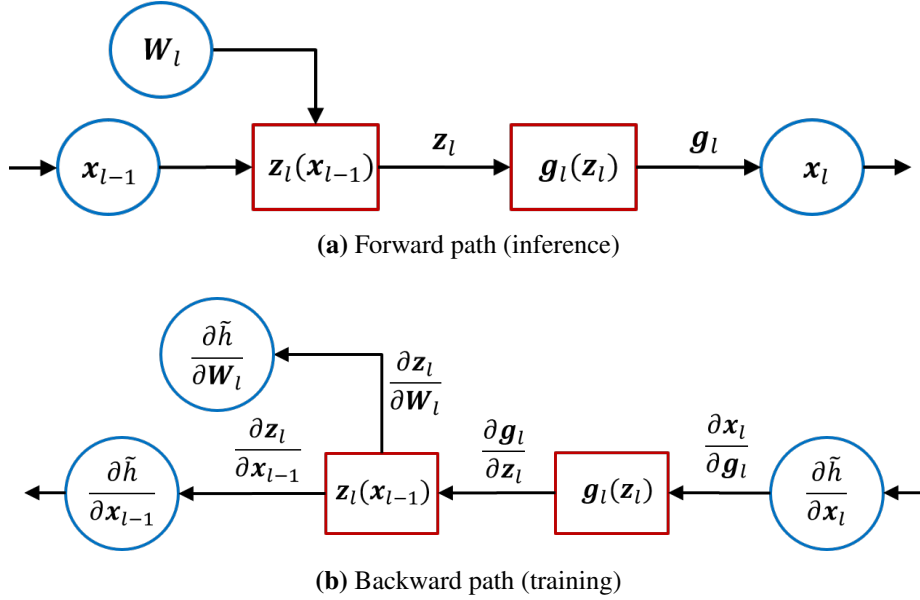 W_l
x_{l−1}
z_l(x_{l−1})
z_l
g_l(z_l)
g_l
x_l
(a) Forward path (inference)
∂h̃/∂W_l
∂z_l/∂W_l
∂h̃/∂x_{l−1}
∂z_l/∂x_{l−1}
z_l(x_{l−1})
∂g_l/∂z_l
g_l(z_l)
∂x_l/∂g_l
∂h̃/∂x_l
(b) Backward path (training)